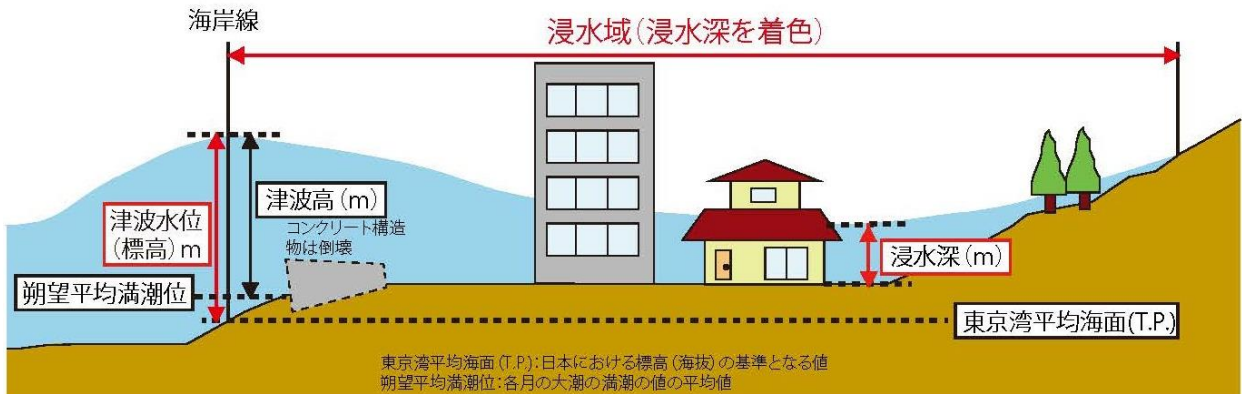 海岸線
浸水域(浸水深を着色)
津波高(m)
津波水位
(標高)m
コンクリート構造
物は倒壊
浸水深(m)
朔望平均満潮位
東京湾平均海面(T.P.)
東京湾平均海面(T.P.):日本における標高(海抜)の基準となる値
朔望平均満潮位:各月の大潮の満潮の値の平均値